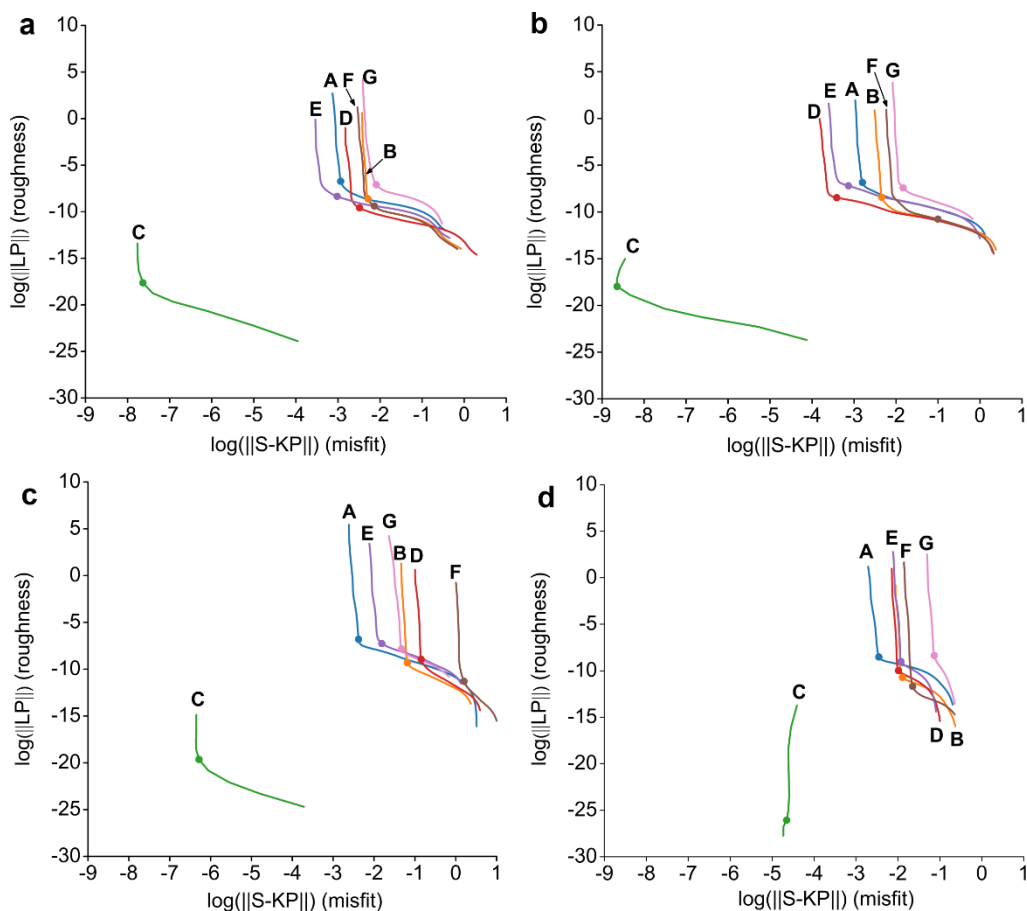 a
10
5
0
-5
-10
-15
-20
-25
-30
-9 -8 -7 -6 -5 -4 -3 -2 -1 0 1
log(||LP||) (roughness)
log(||S-KP||) (misfit)
A F G
E D
B
C
b
10
5
0
-5
-10
-15
-20
-25
-30
-9 -8 -7 -6 -5 -4 -3 -2 -1 0 1
log(||LP||) (roughness)
log(||S-KP||) (misfit)
F G
E A B
D
C
c
10
5
0
-5
-10
-15
-20
-25
-30
-9 -8 -7 -6 -5 -4 -3 -2 -1 0 1
log(||LP||) (roughness)
log(||S-KP||) (misfit)
A
E G B D
F
C
d
10
5
0
-5
-10
-15
-20
-25
-30
-9 -8 -7 -6 -5 -4 -3 -2 -1 0 1
log(||LP||) (roughness)
log(||S-KP||) (misfit)
A E F G
C
D B